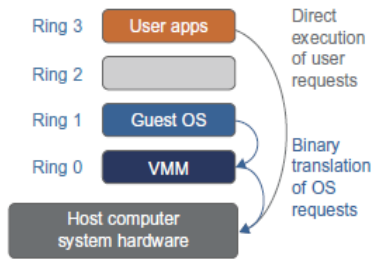 Ring 3
User apps
Direct
execution
of user
requests
Ring 2
Ring 1
Guest OS
Ring 0
VMM
Binary
translation
of OS
requests
Host computer
system hardware